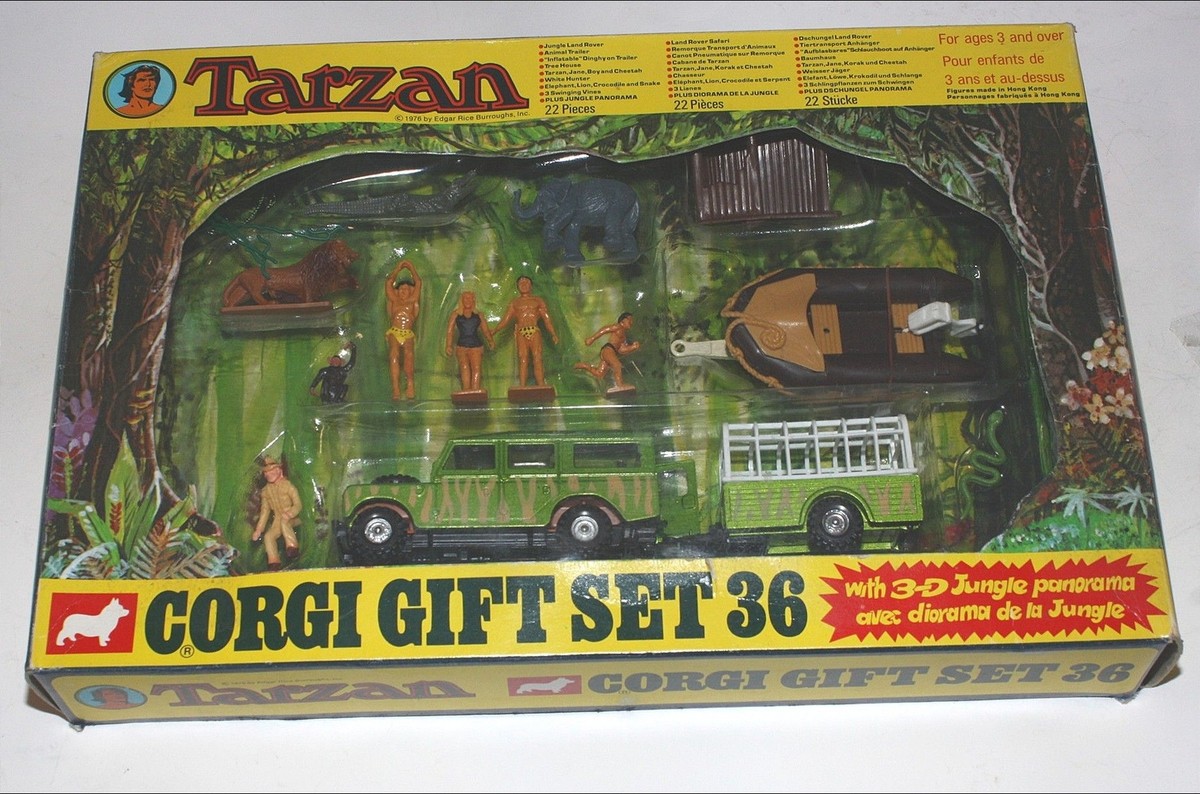 Tarzan
© 1976 by Edgar Rice Burroughs, Inc.
• Jungle Land Rover
• Animal Trailer
• "Inflatable" Dinghy on Trailer
• Tree House
• Tarzan, Jane, Boy and Cheetah
• White Hunter
• Elephant, Lion, Crocodile and Snake
• 3 Swinging Vines
• PLUS JUNGLE PANORAMA
22 Pieces
• Land Rover Safari
• Remorque Transport d'Animaux
• Canot Pneumatique sur Remorque
• Cabane de Tarzan
• Tarzan, Jane, Korak et Cheetah
• Chasseur
• Elephant, Lion, Crocodile et Serpent
• 3 Lianes
• PLUS DIORAMA DE LA JUNGLE
22 Pièces
• Dschungel Land Rover
• Tiertransport Anhänger
• "Aufblasbares" Schlauchboot auf Anhänger
• Baumhaus
• Tarzan, Jane, Korak und Cheetah
• Weisser Jäger
• Elefant, Löwe, Krokodil und Schlange
• 3 Schlingpflanzen zum Schwingen
• PLUS DSCHUNGEL PANORAMA
22 Stücke
For ages 3 and over
Pour enfants de
3 ans et au-dessus
Figures made in Hong Kong
Personnages fabriqués à Hong Kong
CORGI GIFT SET 36
®
with 3-D Jungle panorama
avec diorama de la Jungle
Tarzan
CORGI GIFT SET 36
®